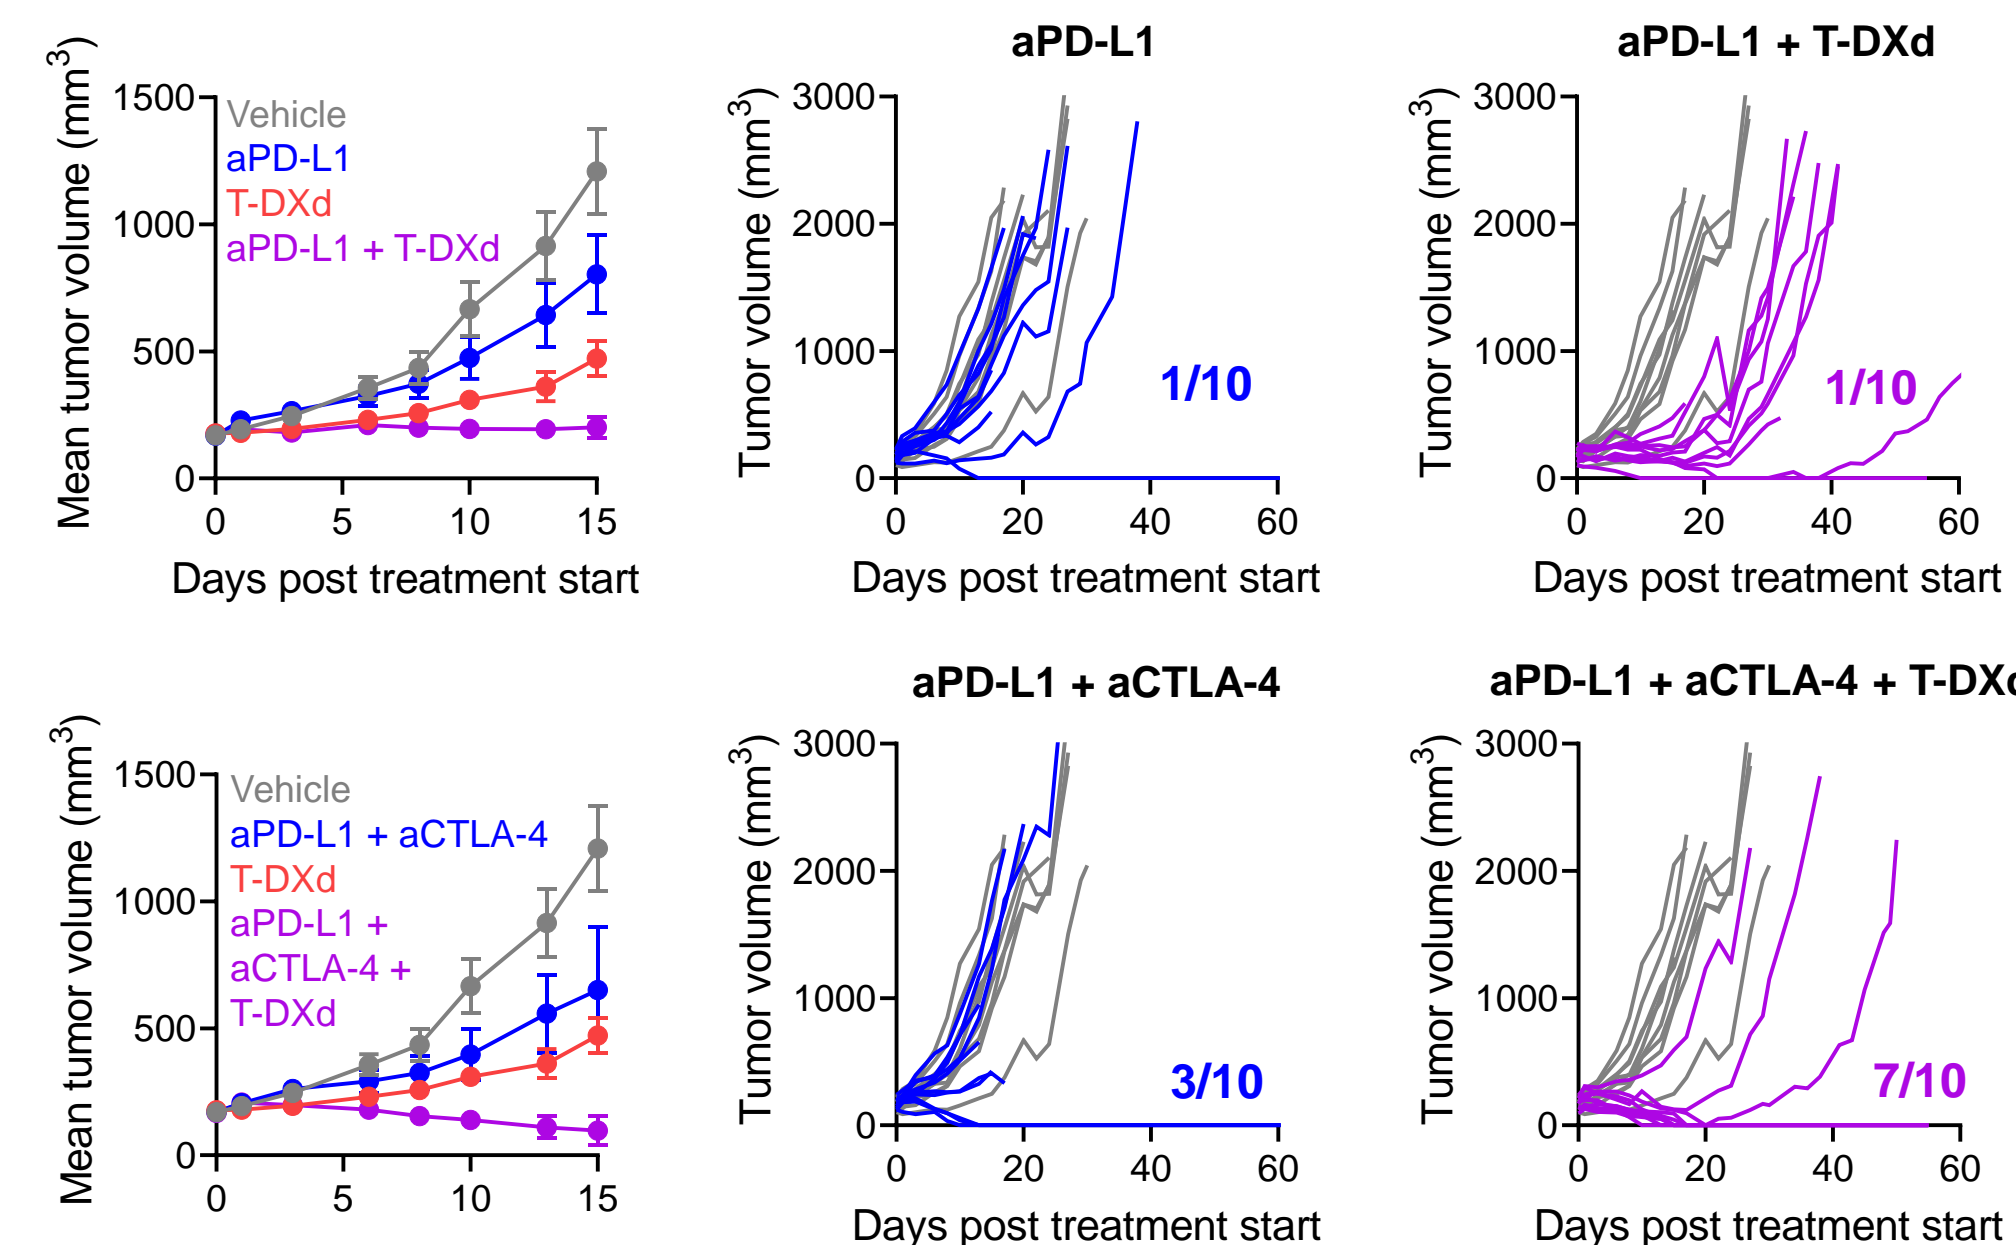 Mean tumor volume (mm3)
1500
1000
500
0
0 5 10 15
Days post treatment start
Vehicle
aPD-L1
T-DXd
aPD-L1 + T-DXd
aPD-L1
Tumor volume (mm3)
3000
2000
1000
0
0 20 40 60
Days post treatment start
1/10
aPD-L1 + T-DXd
Tumor volume (mm3)
3000
2000
1000
0
0 20 40 60
Days post treatment start
1/10
Mean tumor volume (mm3)
1500
1000
500
0
0 5 10 15
Vehicle
aPD-L1 + aCTLA-4
T-DXd
aPD-L1 +
aCTLA-4 +
T-DXd
aPD-L1 + aCTLA-4
Tumor volume (mm3)
3000
2000
1000
0
0 20 40 60
Days post treatment start
3/10
aPD-L1 + aCTLA-4 + T-DXd
Tumor volume (mm3)
3000
2000
1000
0
0 20 40 60
Days post treatment start
7/10